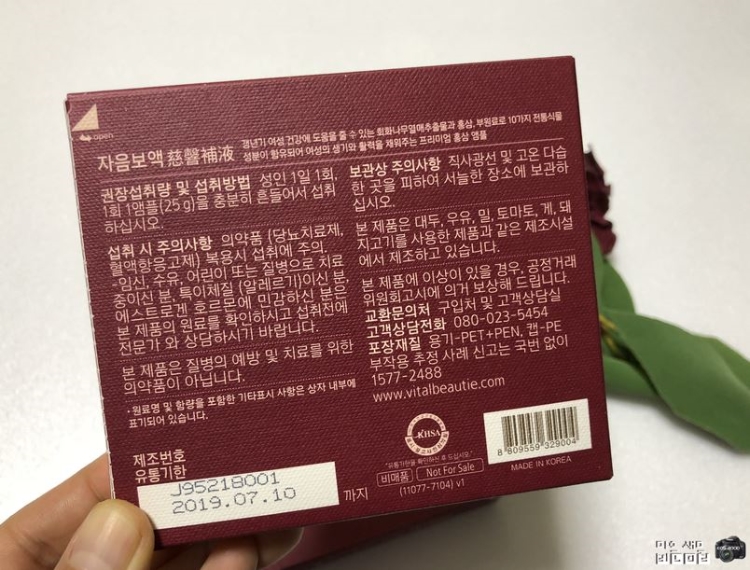 open
자음보액 慈馨補液
갱년기 여성 건강에 도움을 줄 수 있는 회화나무열매추출물과 홍삼, 부원료로 10가지 전통식물
성분이 함유되어 여성의 생기와 활력을 채워주는 프리미엄 홍삼 앰플
권장섭취량 및 섭취방법 성인 1일 1회,
1회 1앰플(25 g)을 충분히 흔들어서 섭취
하십시오.
섭취 시 주의사항 의약품 (당뇨치료제,
혈액항응고제) 복용시 섭취에 주의.
-임신, 수유, 어린이 또는 질병으로 치료
중이신 분, 특이체질 (알레르기)이신 분,
에스트로겐 호르몬에 민감하신 분은
본 제품의 원료를 확인하시고 섭취전에
전문가 와 상담하시기 바랍니다.
본 제품은 질병의 예방 및 치료를 위한
의약품이 아닙니다.
• 원료명 및 함량을 포함한 기타표시 사항은 상자 내부에
표기되어 있습니다.
보관상 주의사항 직사광선 및 고온 다습
한 곳을 피하여 서늘한 장소에 보관하
십시오.
본 제품은 대두, 우유, 밀, 토마토, 게, 돼
지고기를 사용한 제품과 같은 제조시설
에서 제조하고 있습니다.
본 제품에 이상이 있을 경우, 공정거래
위원회고시에 의거 보상해 드립니다.
교환문의처 구입처 및 고객상담실
고객상담전화 080-023-5454
포장재질 용기-PET+PEN, 캡-PE
부작용 추정 사례 신고는 국번 없이
1577-2488
www.vitalbeautie.com
KHSA
"유통기한을 확인하신 후 드십시오."
비매품 Not For Sale
(11077-7104) v1
8 809559 329004
MADE IN KOREA
제조번호
유통기한
J95218001
2019.07.10 까지